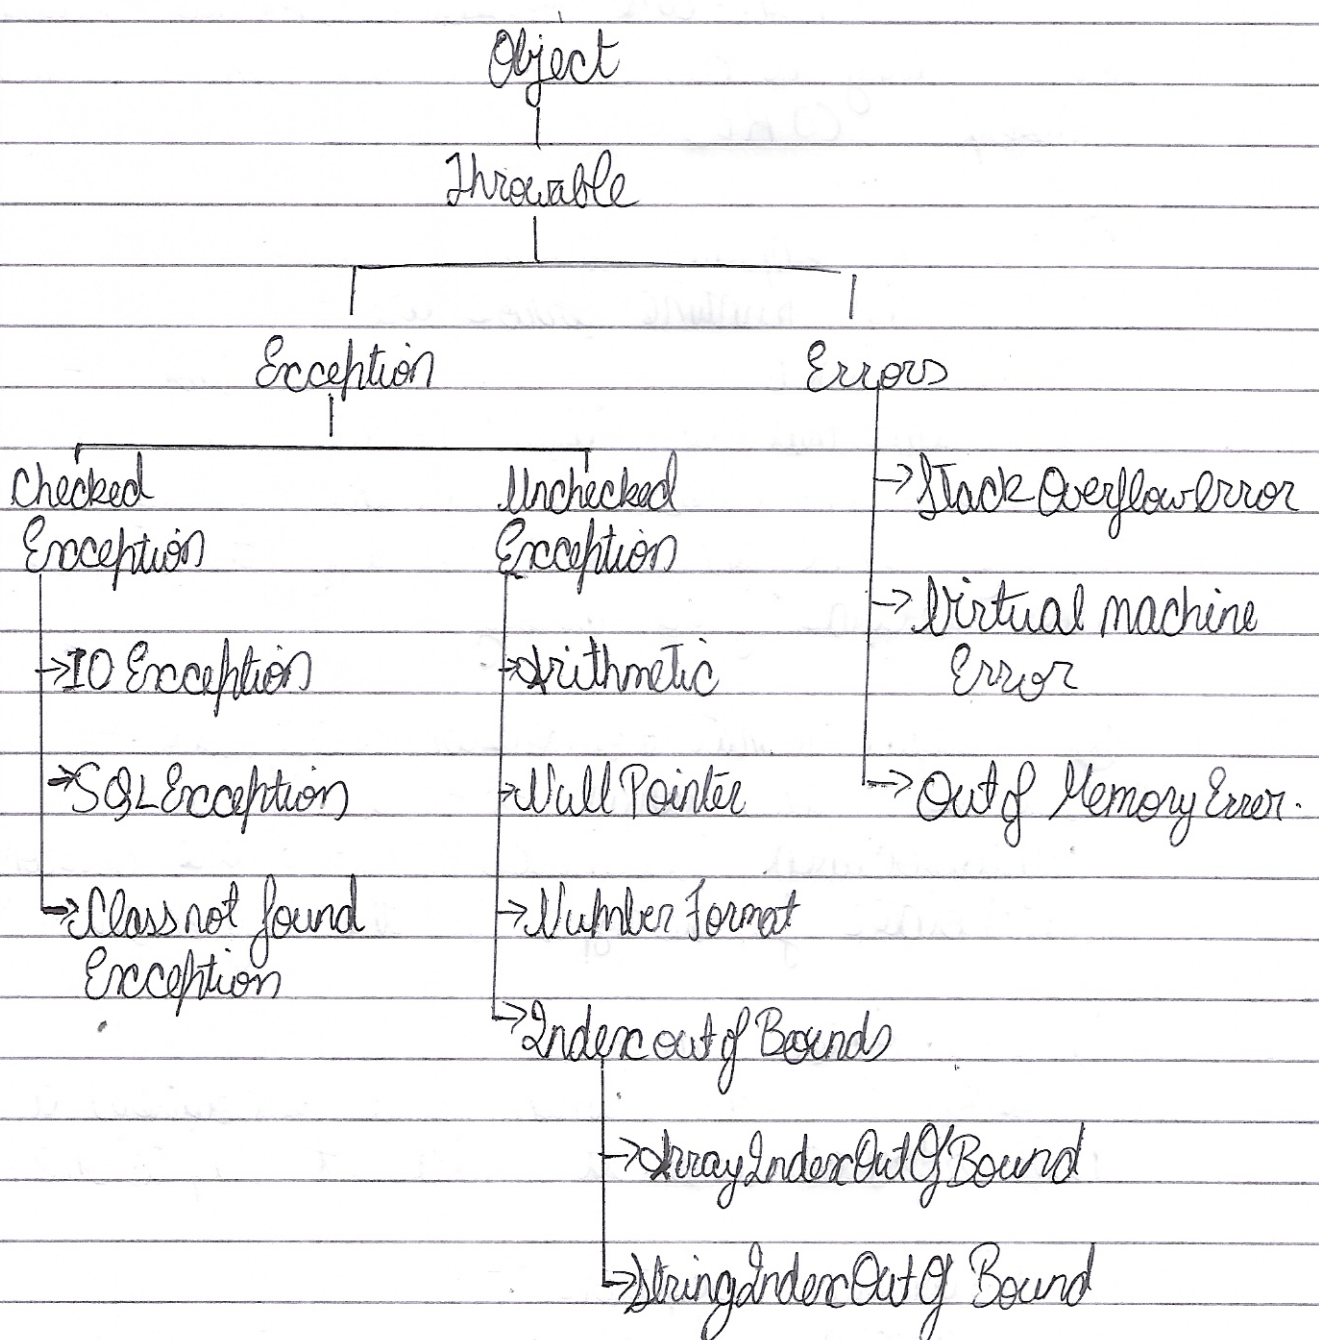 Object
Throwable
Exception
Errors
Checked
Exception
IO Exception
SQL Exception
Class not found
Exception
Unchecked
Exception
Arithmetic
Null Pointer
Number Format
Index out of Bounds
ArrayIndexOutOfBound
StringIndexOutOf Bound
Stack Overflow Error
Virtual machine
Error
Out of Memory Error.